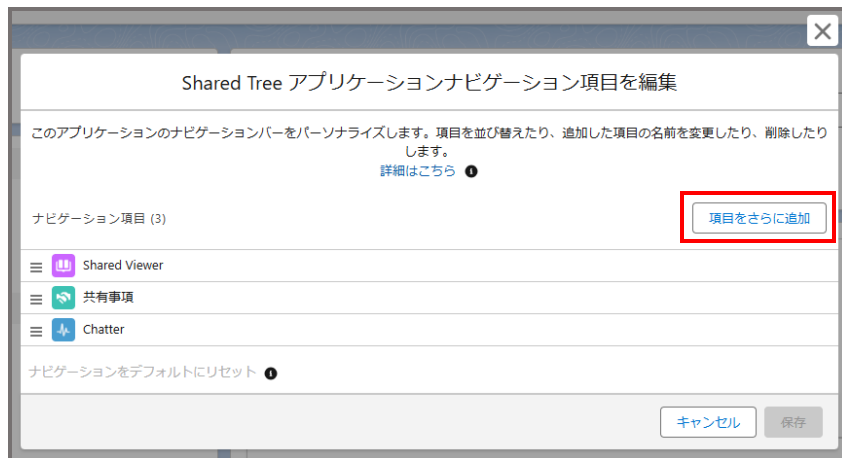 Shared Tree アプリケーションナビゲーション項目を編集
このアプリケーションのナビゲーションバーをパーソナライズします。項目を並び替えたり、追加した項目の名前を変更したり、削除したり
します。
詳細はこちら
ナビゲーション項目 (3)
項目をさらに追加
Shared Viewer
共有事項
Chatter
ナビゲーションをデフォルトにリセット
キャンセル
保存